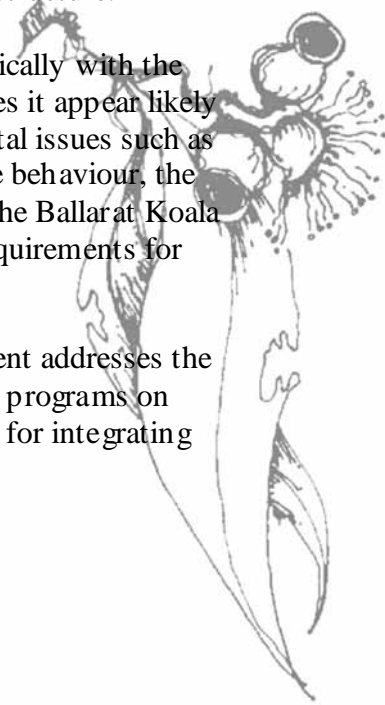 ically with the
es it appear likely
tal issues such as
e behaviour, the
he Ballarat Koala
quirements for
ent addresses the
programs on
for integrating